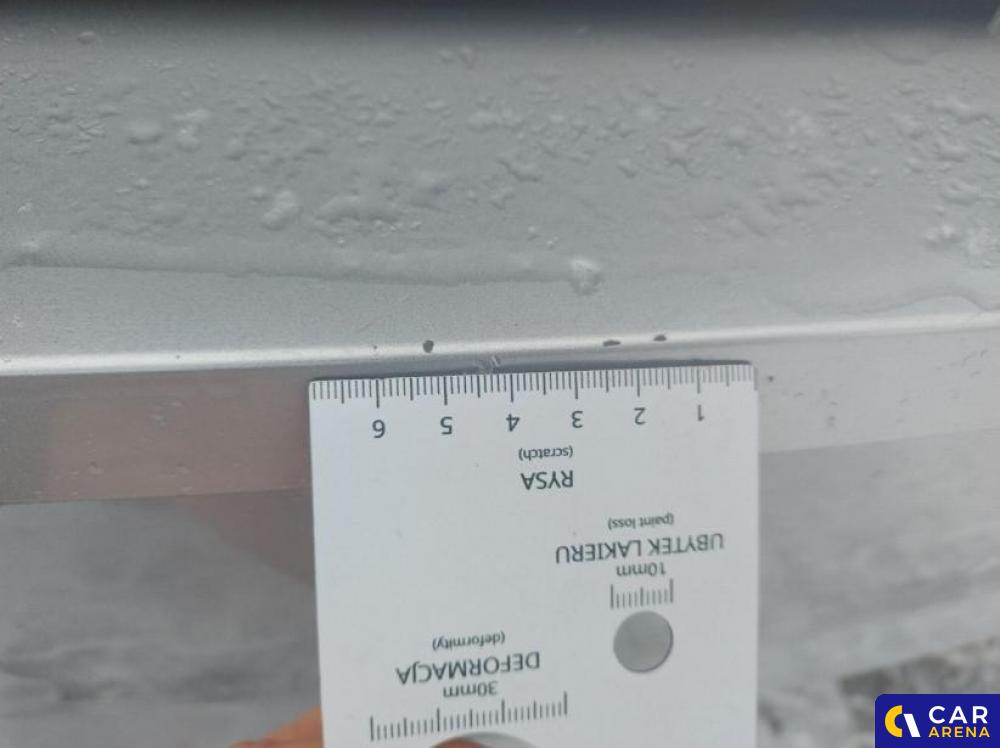 1 2 3 4 5 6
(scratch)
RYSA
(paint loss)
UBYTEK LAKIERU
10mm
(deformity)
DEFORMACJA
30mm
CAR
ARENA